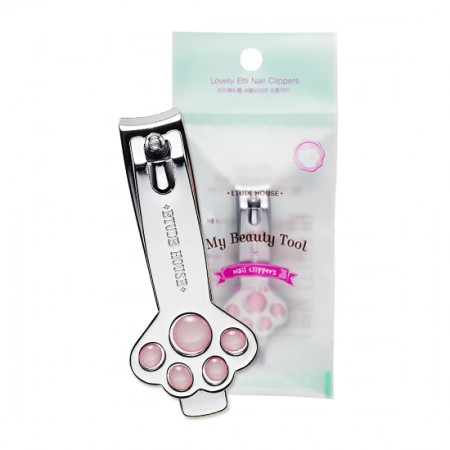 Lovely Etti Nail Clippers
ETUDE HOUSE
ETUDE HOUSE
My Beauty Tool
Nail Clippers